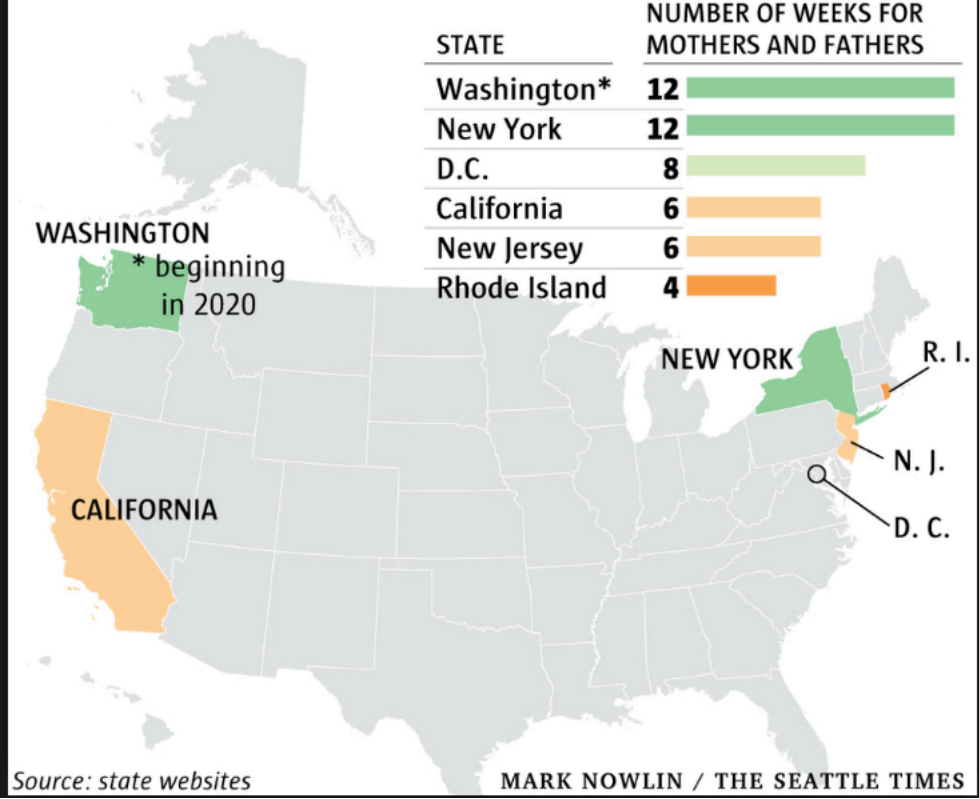 NUMBER OF WEEKS FOR
STATE MOTHERS AND FATHERS
Washington* 12
New York 12
D.C. 8
California 6
New Jersey 6
Rhode Island 4
WASHINGTON
* beginning
in 2020
NEW YORK
R. I.
N. J.
CALIFORNIA
D. C.
Source: state websites
MARK NOWLIN / THE SEATTLE TIMES